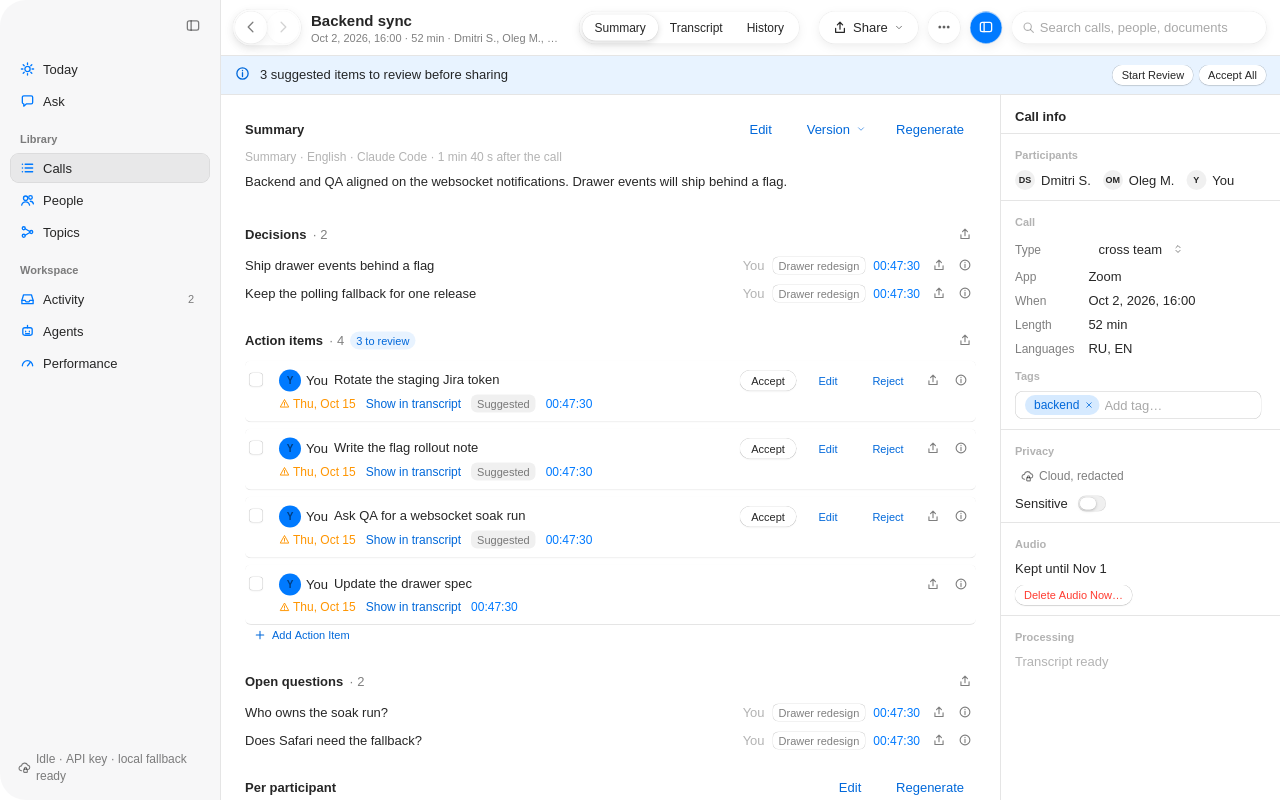 Today
Ask
Library
Calls
People
Topics
Workspace
Activity 2
Agents
Performance
Idle · API key · local fallback
ready
Backend sync
Oct 2, 2026, 16:00 · 52 min · Dmitri S., Oleg M., …
Summary Transcript History
Share
Search calls, people, documents
3 suggested items to review before sharing
Start Review Accept All
Summary Edit Version Regenerate
Summary · English · Claude Code · 1 min 40 s after the call
Backend and QA aligned on the websocket notifications. Drawer events will ship behind a flag.
Decisions · 2
Ship drawer events behind a flag You Drawer redesign 00:47:30
Keep the polling fallback for one release You Drawer redesign 00:47:30
Action items · 4 3 to review
Y You Rotate the staging Jira token Accept Edit Reject
Thu, Oct 15 Show in transcript Suggested 00:47:30
Y You Write the flag rollout note Accept Edit Reject
Thu, Oct 15 Show in transcript Suggested 00:47:30
Y You Ask QA for a websocket soak run Accept Edit Reject
Thu, Oct 15 Show in transcript Suggested 00:47:30
Y You Update the drawer spec
Thu, Oct 15 Show in transcript 00:47:30
Add Action Item
Open questions · 2
Who owns the soak run? You Drawer redesign 00:47:30
Does Safari need the fallback? You Drawer redesign 00:47:30
Per participant Edit Regenerate
Call info
Participants
DS Dmitri S. OM Oleg M. Y You
Call
Type cross team
App Zoom
When Oct 2, 2026, 16:00
Length 52 min
Languages RU, EN
Tags
backend × Add tag…
Privacy
Cloud, redacted
Sensitive
Audio
Kept until Nov 1
Delete Audio Now…
Processing
Transcript ready